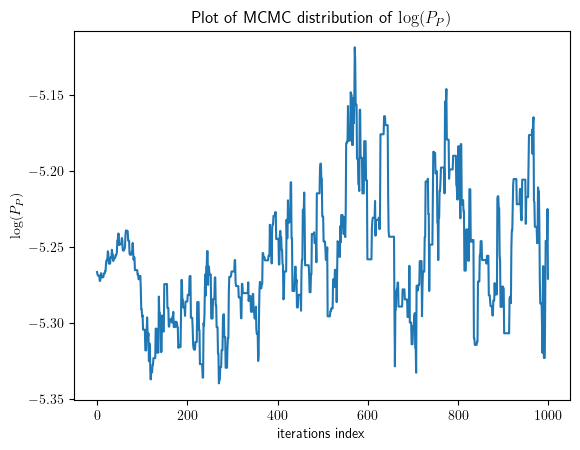 Plot of MCMC distribution of log(P_P)
log(P_P)
−5.15
−5.20
−5.25
−5.30
−5.35
0 200 400 600 800 1000
iterations index